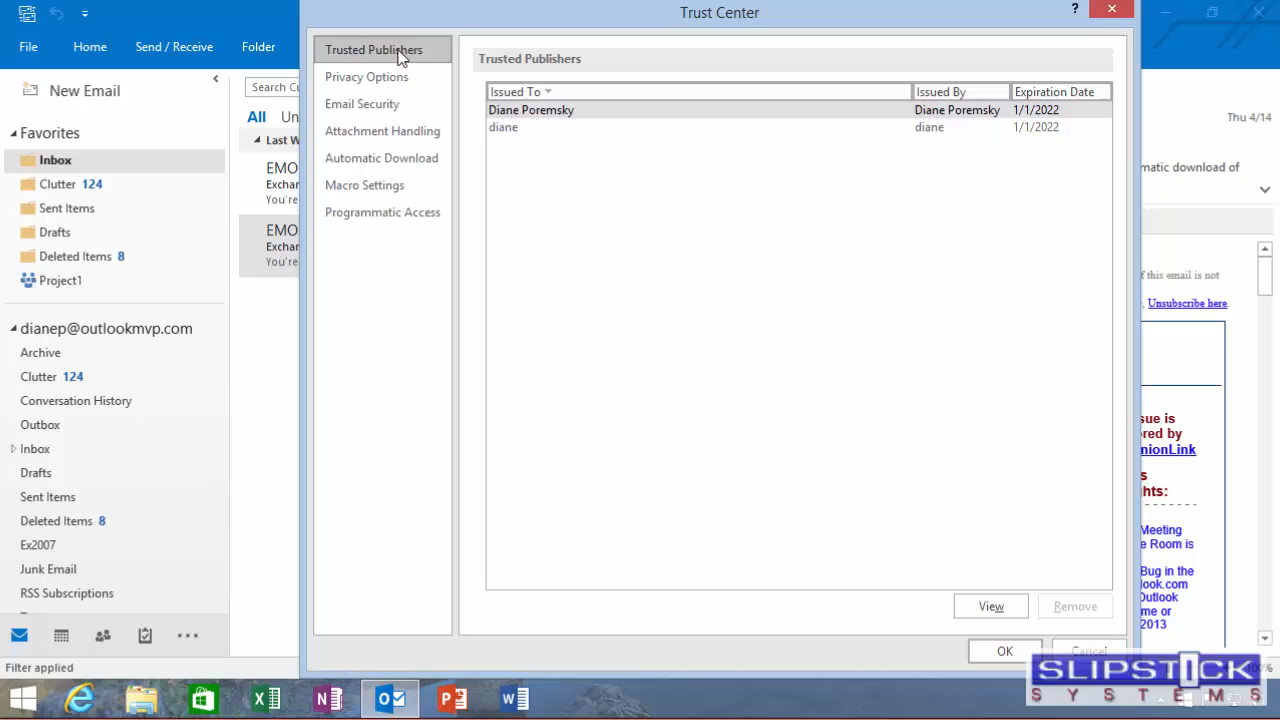 Trust Center
?
File
Home
Send / Receive
Folder
New Email
Favorites
Inbox
Clutter 124
Sent Items
Drafts
Deleted Items 8
Project1
dianep@outlookmvp.com
Archive
Clutter 124
Conversation History
Outbox
Inbox
Drafts
Sent Items
Deleted Items 8
Ex2007
Junk Email
RSS Subscriptions
Filter applied
All
Last W
EMO
Exchar
You're
EMO
Exchar
You're
Trusted Publishers
Privacy Options
Email Security
Attachment Handling
Automatic Download
Macro Settings
Programmatic Access
Trusted Publishers
Issued To Issued By Expiration Date
Diane Poremsky Diane Poremsky 1/1/2022
diane diane 1/1/2022
View
Remove
OK
Cancel
Thu 4/14
matic download of
f this email is not
Unsubscribe here.
sue is
red by
nionLink
s
hts:
Meeting
e Room is
Bug in the
look.com
Outlook
me or
2013
SLIPSTICK
SYSTEMS